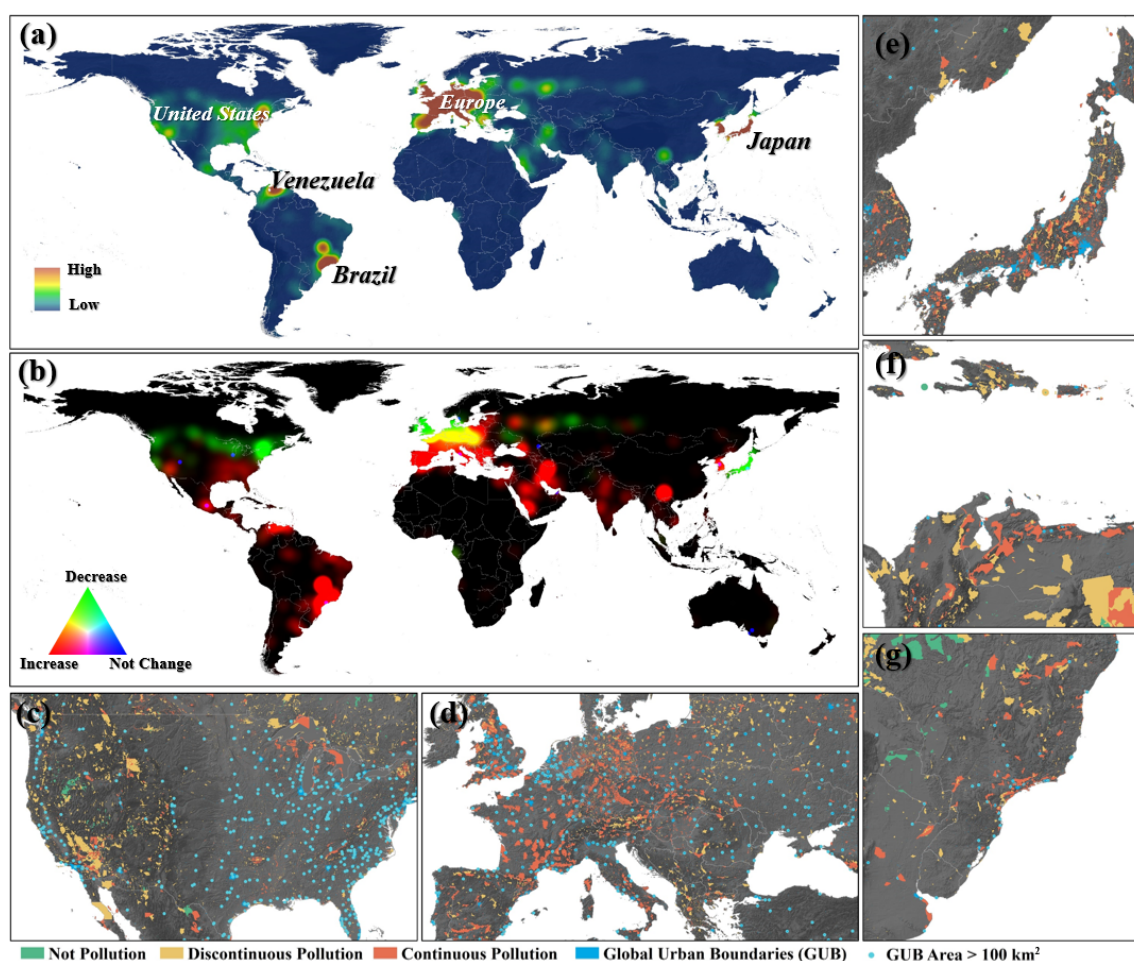 (a)
United States
Europe
Japan
Venezuela
Brazil
High
Low
(b)
Decrease
Increase
Not Change
(c)
(d)
(e)
(f)
(g)
Not Pollution
Discontinuous Pollution
Continuous Pollution
Global Urban Boundaries (GUB)
GUB Area > 100 km²